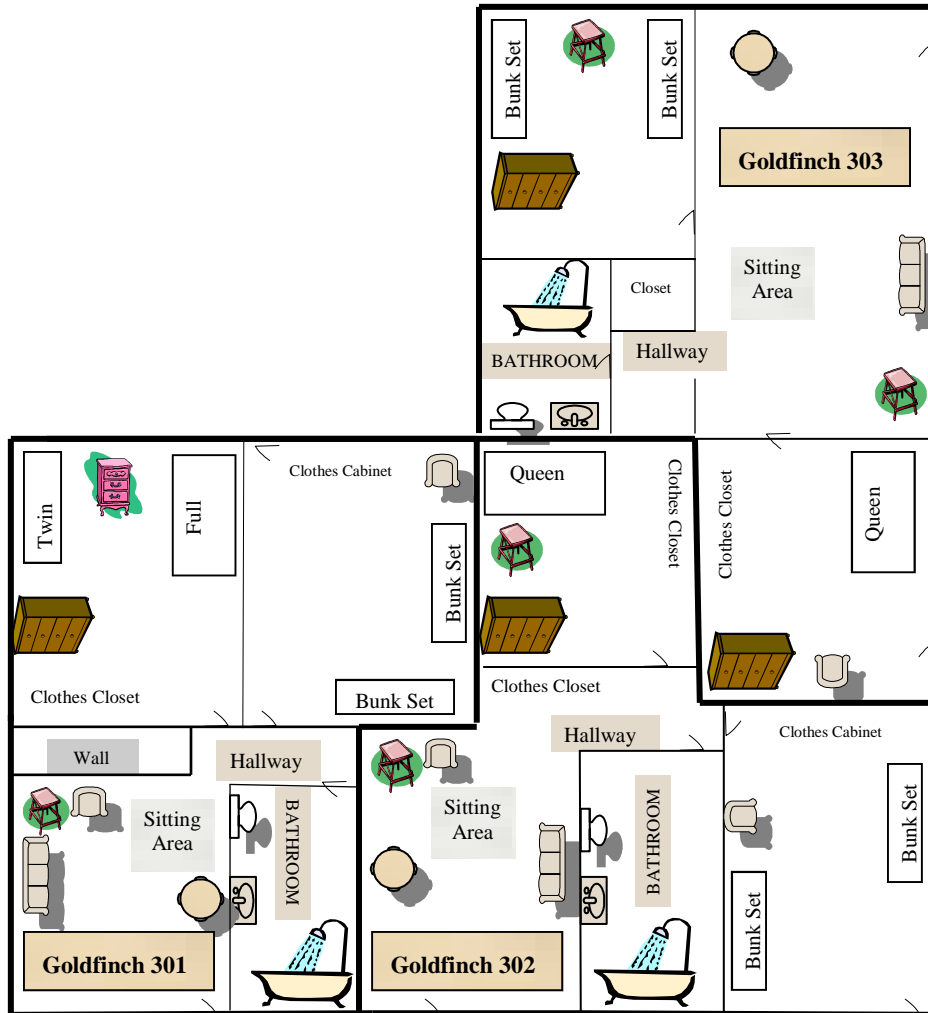 Bunk Set
Bunk Set
Goldfinch 303
Sitting
Area
Closet
Hallway
BATHROOM
Twin
Full
Clothes Cabinet
Bunk Set
Bunk Set
Clothes Closet
Queen
Clothes Closet
Clothes Closet
Queen
Clothes Closet
Hallway
Clothes Cabinet
Wall
Hallway
Sitting
Area
BATHROOM
Goldfinch 301
Sitting
Area
BATHROOM
Goldfinch 302
Bunk Set
Bunk Set